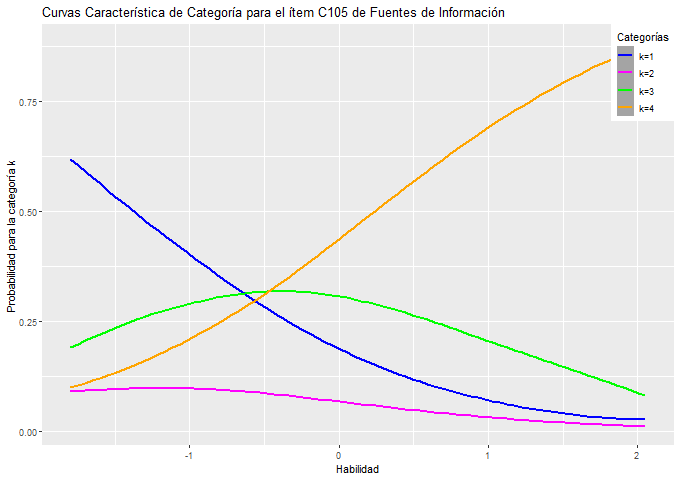 Curvas Característica de Categoría para el ítem C105 de Fuentes de Información
Categorías
k=1
k=2
k=3
k=4
Probabilidad para la categoría k
0.75
0.50
0.25
0.00
-1
0
1
2
Habilidad